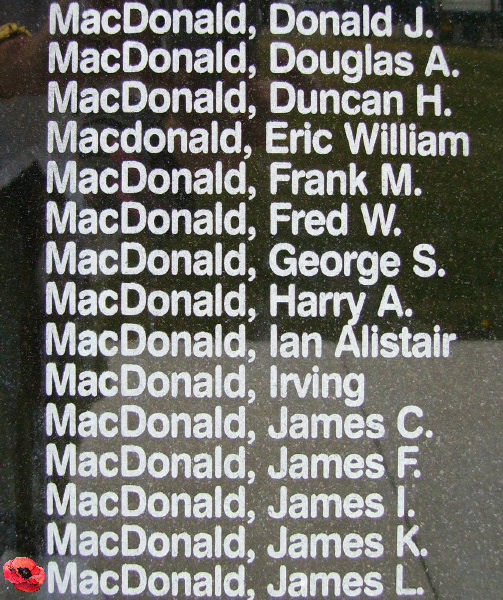 MacDonald, Donald J.
MacDonald, Douglas A.
MacDonald, Duncan H.
Macdonald, Eric William
MacDonald, Frank M.
MacDonald, Fred W.
MacDonald, George S.
MacDonald, Harry A.
MacDonald, Ian Alistair
MacDonald, Irving
MacDonald, James C.
MacDonald, James F.
MacDonald, James I.
MacDonald, James K.
MacDonald, James L.